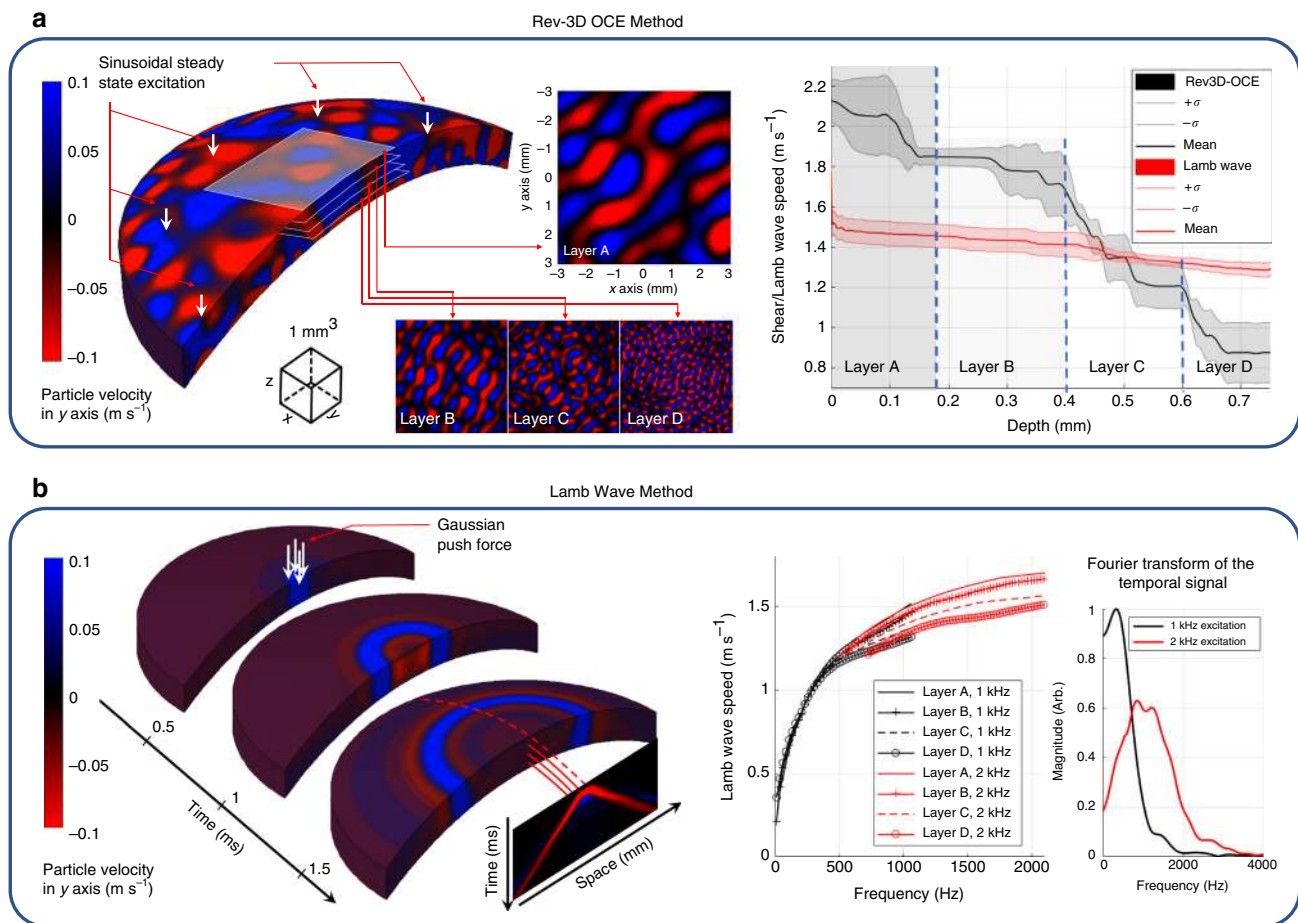 a
Rev-3D OCE Method
Sinusoidal steady
state excitation
0.1
0.05
0
−0.05
−0.1
Particle velocity
in y axis (m s⁻¹)
1 mm³
z
x
y
−3
−2
−1
0
1
2
3
y axis (mm)
Layer A
−3 −2 −1 0 1 2 3
x axis (mm)
Layer B
Layer C
Layer D
2.2
2
1.8
1.6
1.4
1.2
1
0.8
Shear/Lamb wave speed (m s⁻¹)
Rev3D-OCE
+σ
−σ
Mean
Lamb wave
+σ
−σ
Mean
Layer A
Layer B
Layer C
Layer D
0 0.1 0.2 0.3 0.4 0.5 0.6 0.7
Depth (mm)
b
Lamb Wave Method
Gaussian
push force
0.1
0.05
0
−0.05
−0.1
Particle velocity
in y axis (m s⁻¹)
0.5
1
1.5
Time (ms)
Time (ms)
Space (mm)
1.5
1
0.5
0
Lamb wave speed (m s⁻¹)
Layer A, 1 kHz
Layer B, 1 kHz
Layer C, 1 kHz
Layer D, 1 kHz
Layer A, 2 kHz
Layer B, 2 kHz
Layer C, 2 kHz
Layer D, 2 kHz
0 500 1000 1500 2000
Frequency (Hz)
Fourier transform of the
temporal signal
1 kHz excitation
2 kHz excitation
1
0.8
0.6
0.4
0.2
0
Magnitude (Arb.)
0 2000 4000
Frequency (Hz)